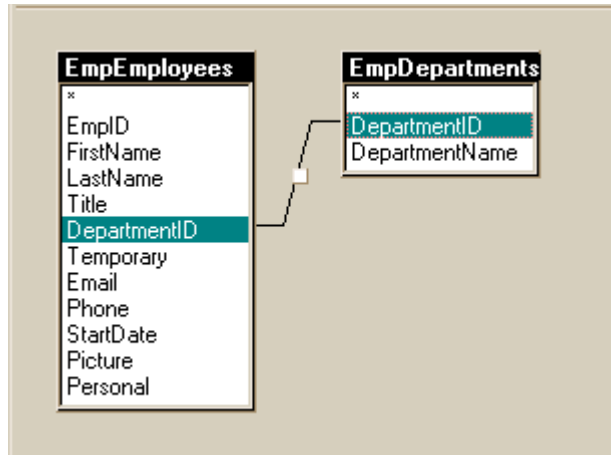 EmpEmployees
*
EmpID
FirstName
LastName
Title
DepartmentID
Temporary
Email
Phone
StartDate
Picture
Personal
EmpDepartments
*
DepartmentID
DepartmentName